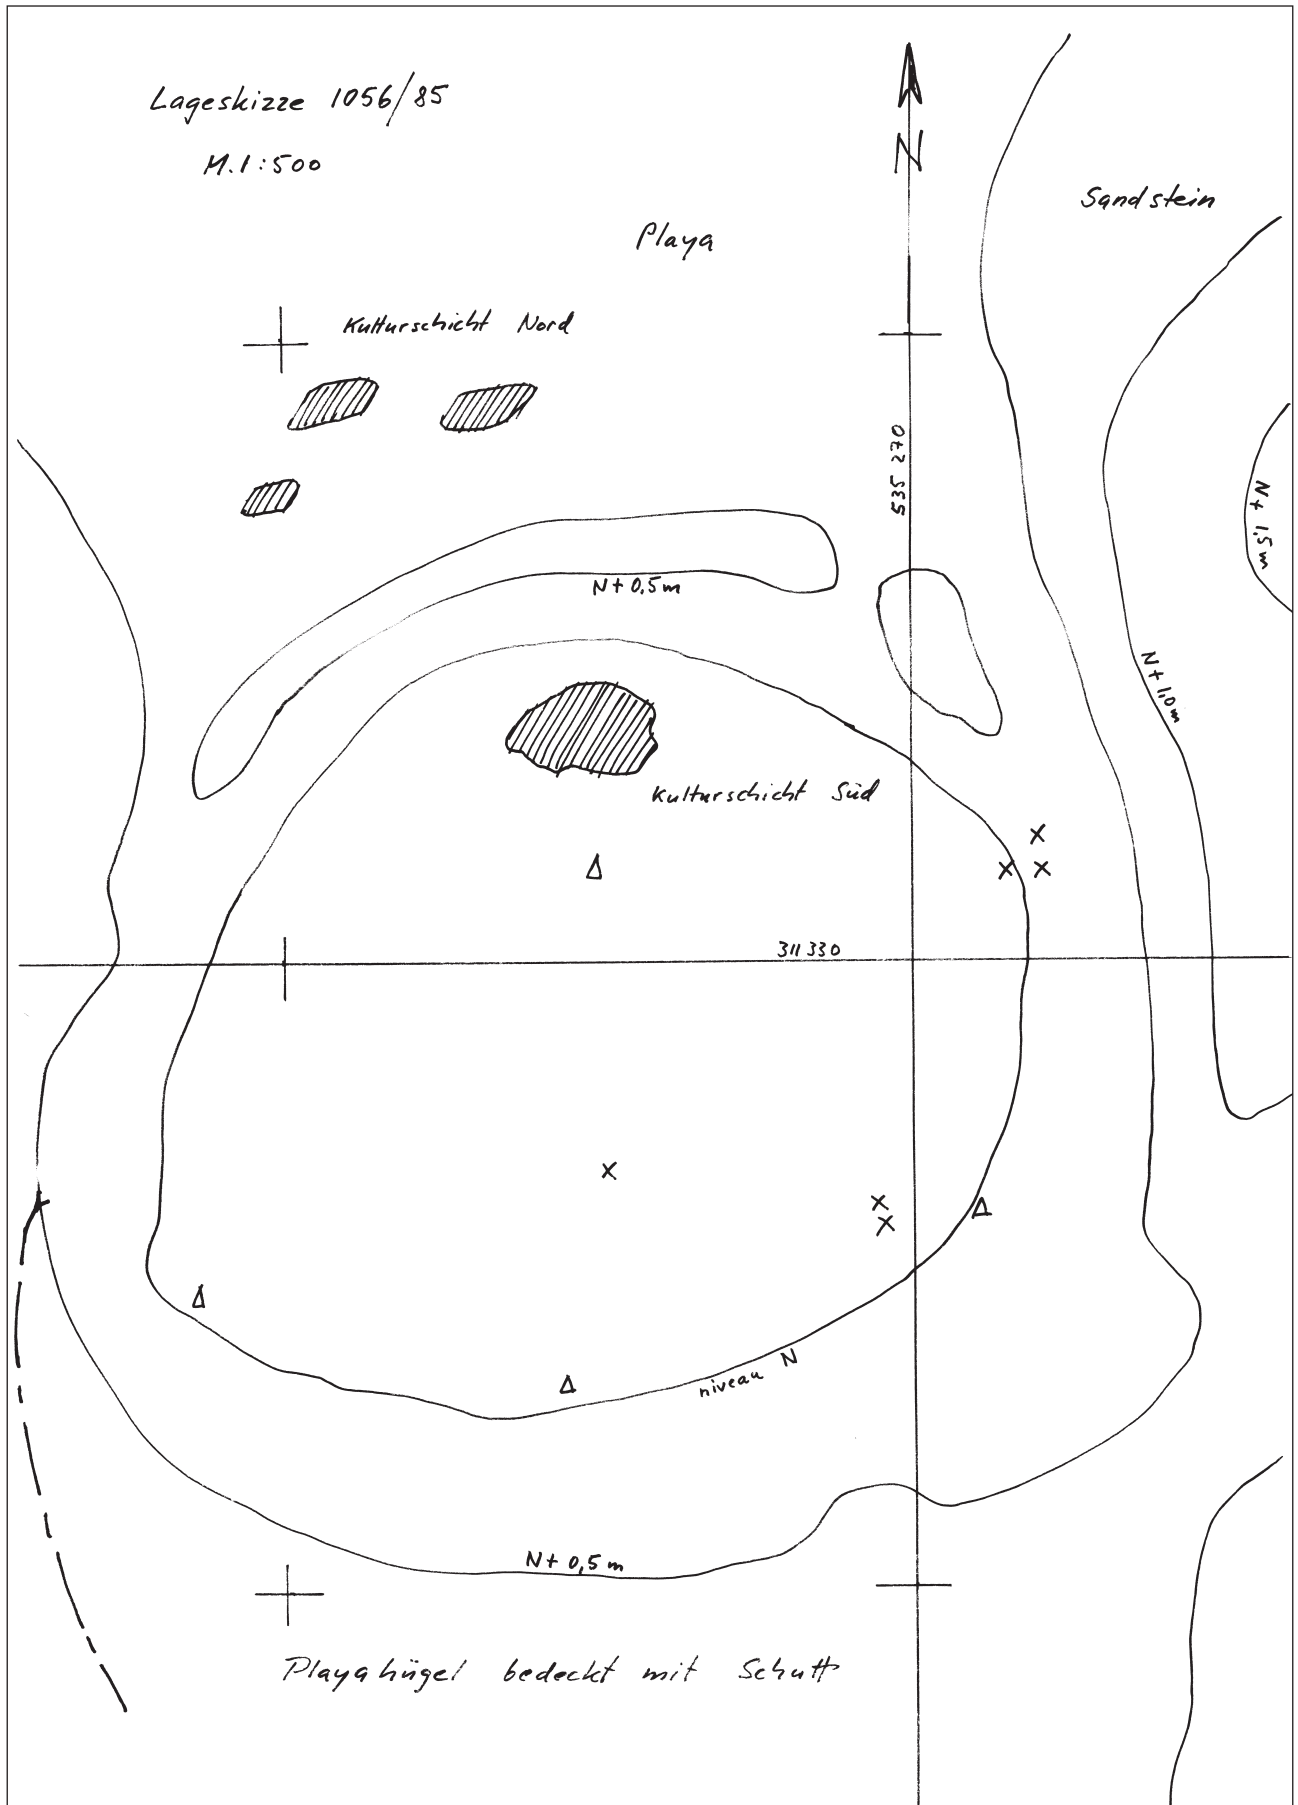 Lageskizze 1056/85
M. 1:500
N
Sandstein
Playa
Kulturschicht Nord
535 270
N + 1,5 m
N + 0,5 m
N + 1,0 m
Kulturschicht Süd
311 330
niveau N
N + 0,5 m
Playahügel bedeckt mit Schutt